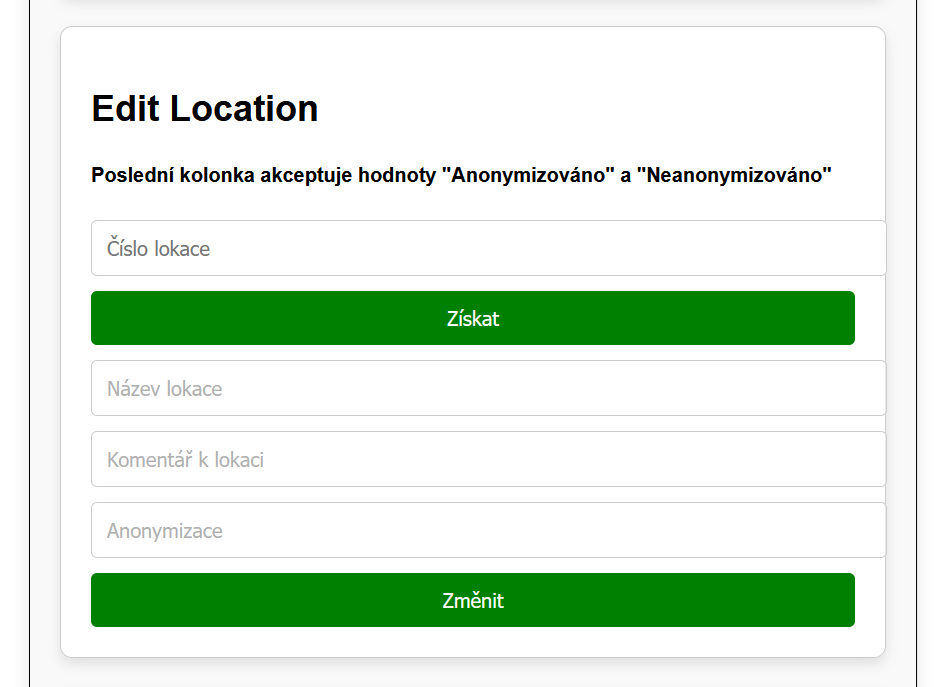 Edit Location
Poslední kolonka akceptuje hodnoty "Anonymizováno" a "Neanonymizováno"
Číslo lokace
Získat
Název lokace
Komentář k lokaci
Anonymizace
Změnit